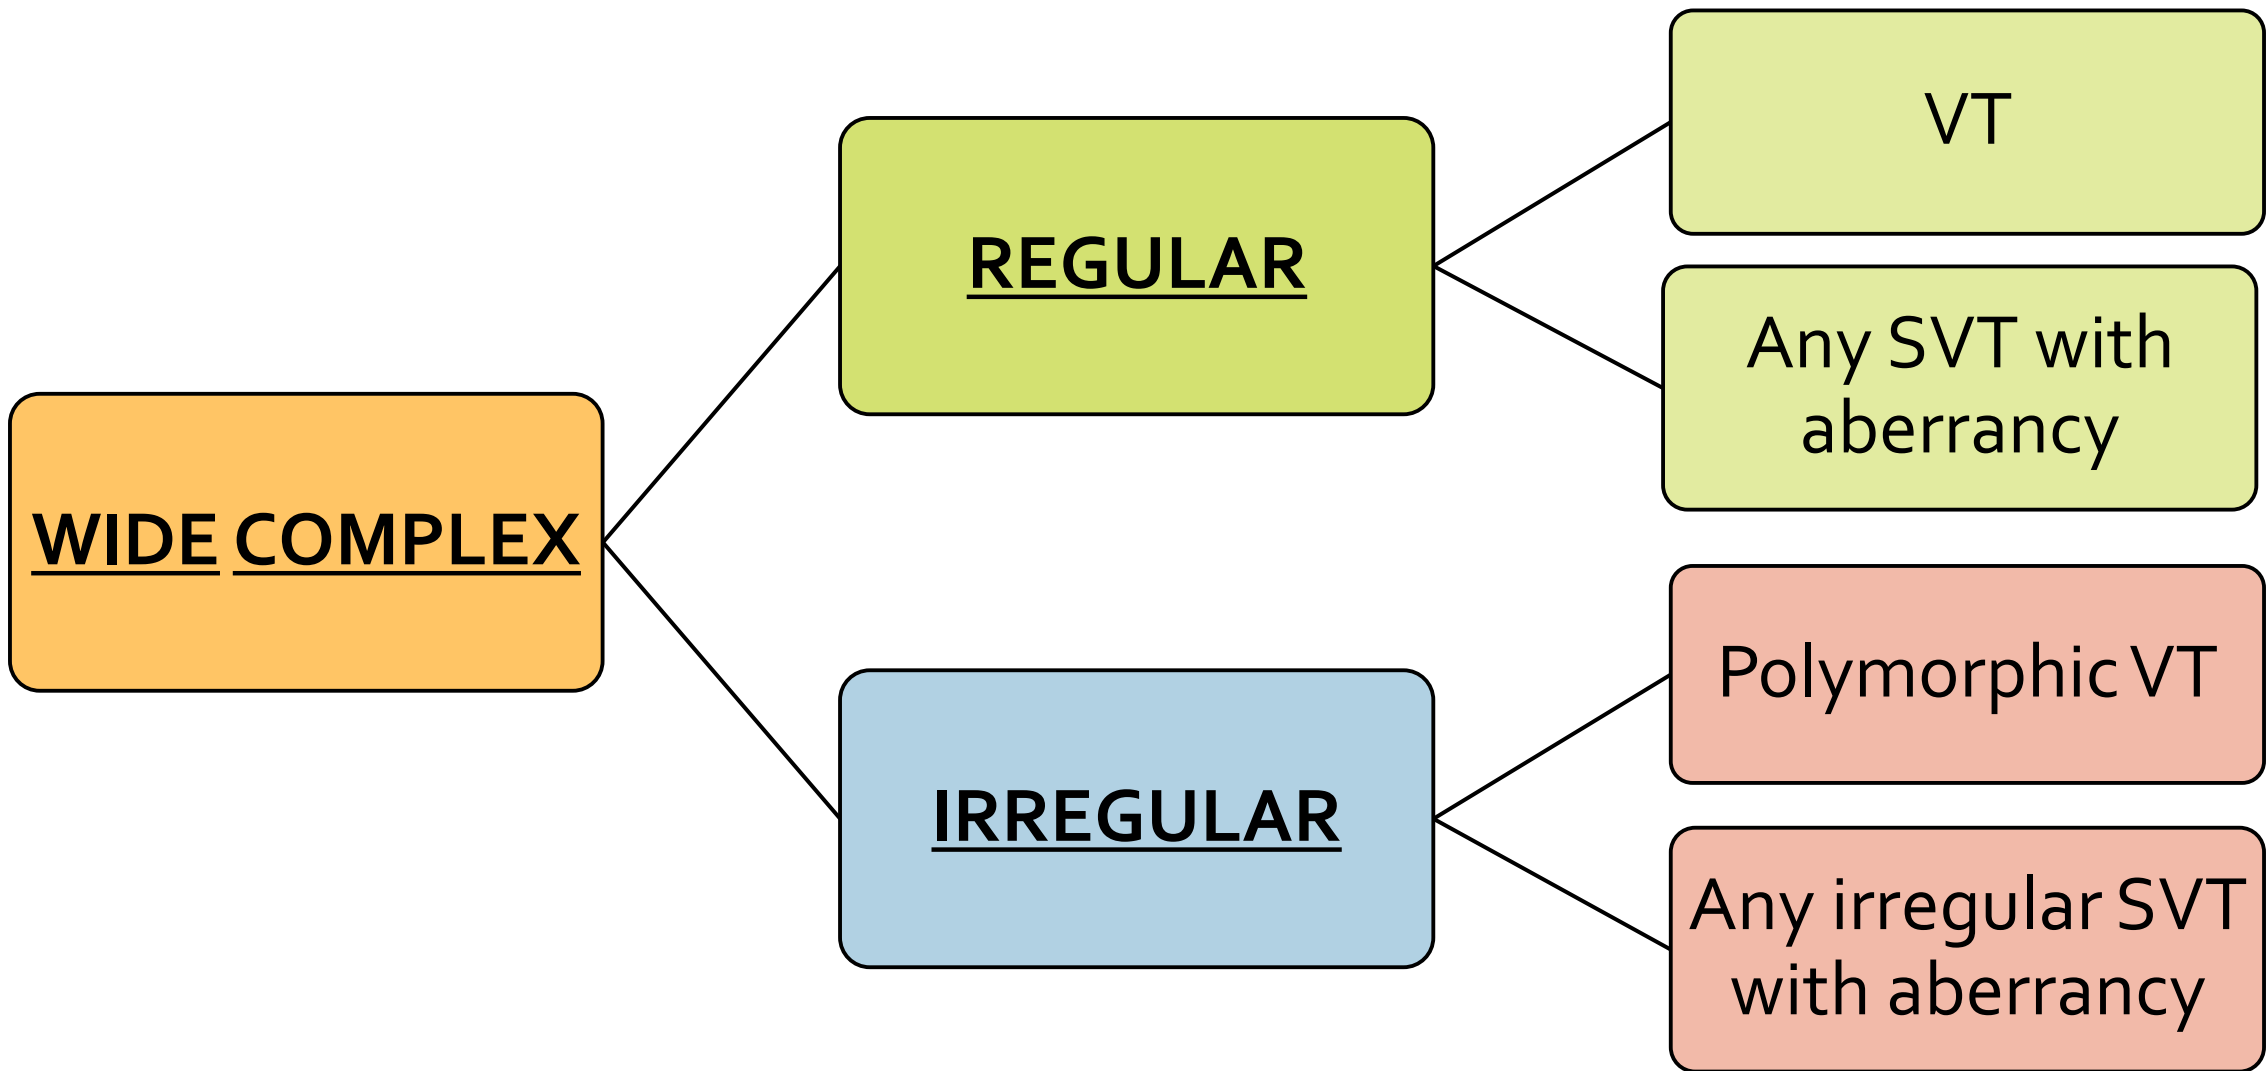 WIDE COMPLEX
REGULAR
VT
Any SVT with
aberrancy
IRREGULAR
Polymorphic VT
Any irregular SVT
with aberrancy